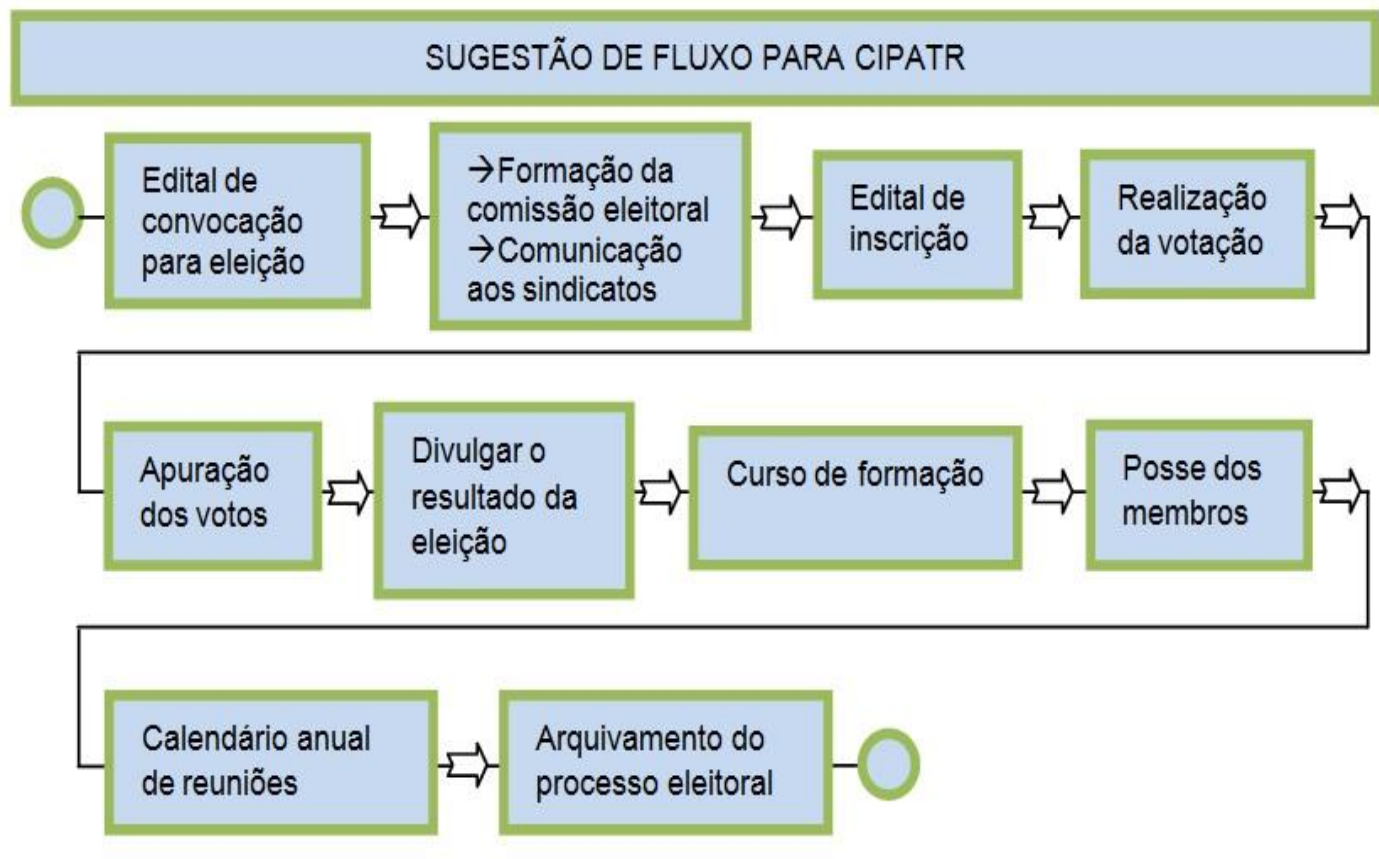 SUGESTÃO DE FLUXO PARA CIPATR
Edital de
convocação
para eleição
→Formação da
comissão eleitoral
→Comunicação
aos sindicatos
Edital de
inscrição
Realização
da votação
Apuração
dos votos
Divulgar o
resultado da
eleição
Curso de formação
Posse dos
membros
Calendário anual
de reuniões
Arquivamento do
processo eleitoral